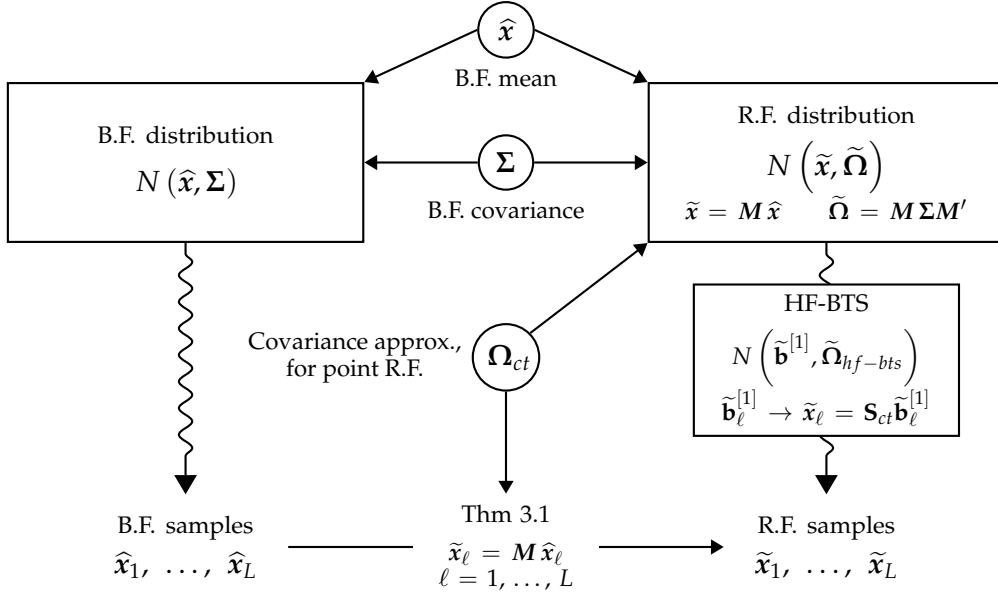 x̂
B.F. mean
B.F. distribution
N (x̂, Σ)
Σ
B.F. covariance
R.F. distribution
N (x̃, Ω̃)
x̃ = M x̂ Ω̃ = M ΣM′
Covariance approx.,
for point R.F.
Ω_ct
HF-BTS
N (b̃^[1], Ω̃_hf−bts)
b̃_ℓ^[1] → x̃_ℓ = S_ct b̃_ℓ^[1]
B.F. samples
x̂_1, …, x̂_L
Thm 3.1
x̃_ℓ = M x̂_ℓ
ℓ = 1, …, L
R.F. samples
x̃_1, …, x̃_L